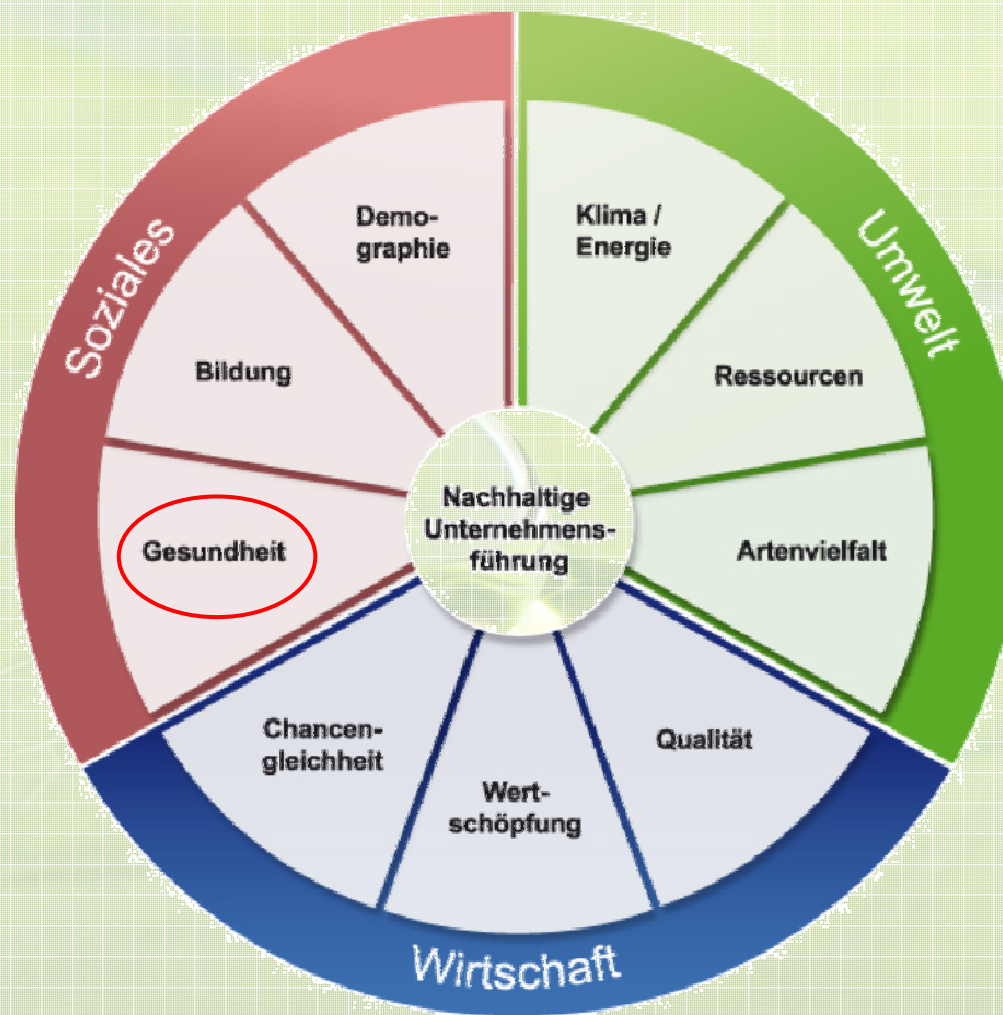 Soziales
Umwelt
Wirtschaft
Demo-
graphie
Klima /
Energie
Bildung
Ressourcen
Gesundheit
Nachhaltige
Unternehmens-
führung
Artenvielfalt
Chancen-
gleichheit
Wert-
schöpfung
Qualität